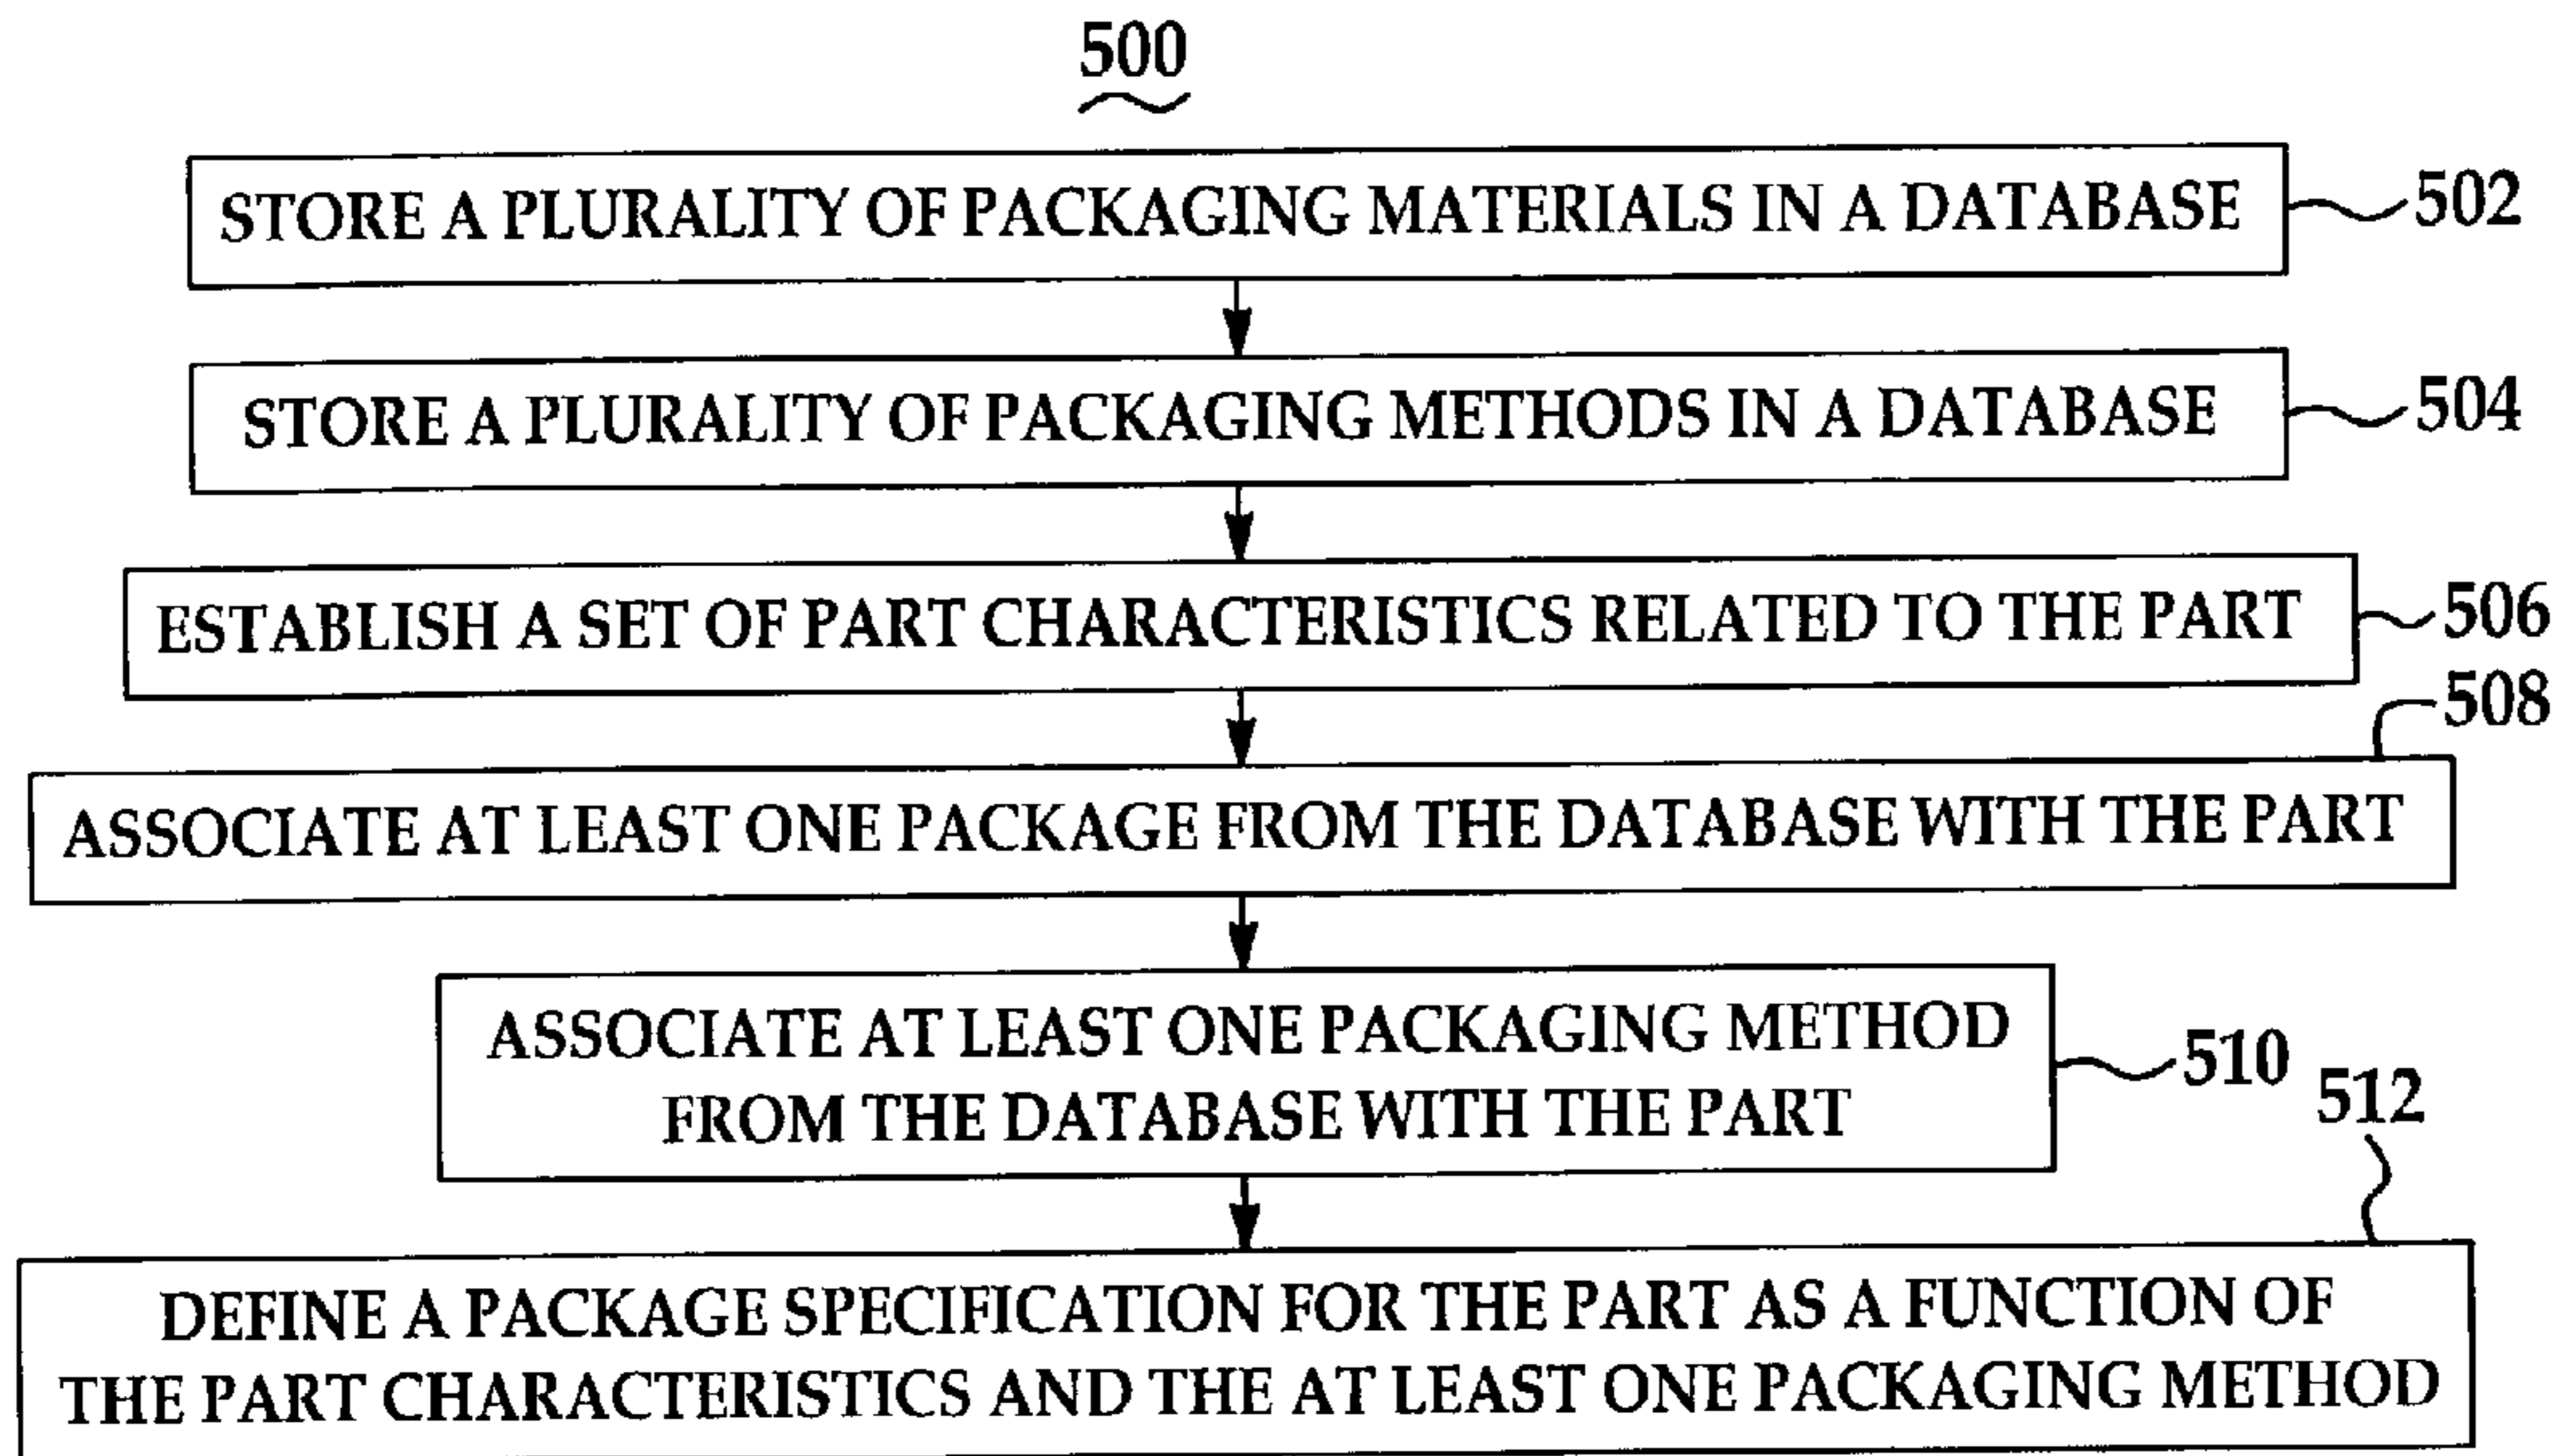 500
STORE A PLURALITY OF PACKAGING MATERIALS IN A DATABASE
502
STORE A PLURALITY OF PACKAGING METHODS IN A DATABASE
504
ESTABLISH A SET OF PART CHARACTERISTICS RELATED TO THE PART
506
508
ASSOCIATE AT LEAST ONE PACKAGE FROM THE DATABASE WITH THE PART
ASSOCIATE AT LEAST ONE PACKAGING METHOD
FROM THE DATABASE WITH THE PART
510
512
DEFINE A PACKAGE SPECIFICATION FOR THE PART AS A FUNCTION OF
THE PART CHARACTERISTICS AND THE AT LEAST ONE PACKAGING METHOD